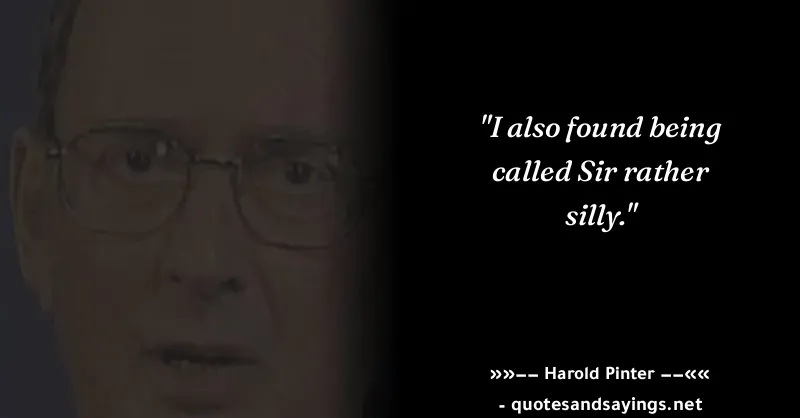 "I also found being
called Sir rather
silly."
»»–– Harold Pinter ––««
- quotesandsayings.net